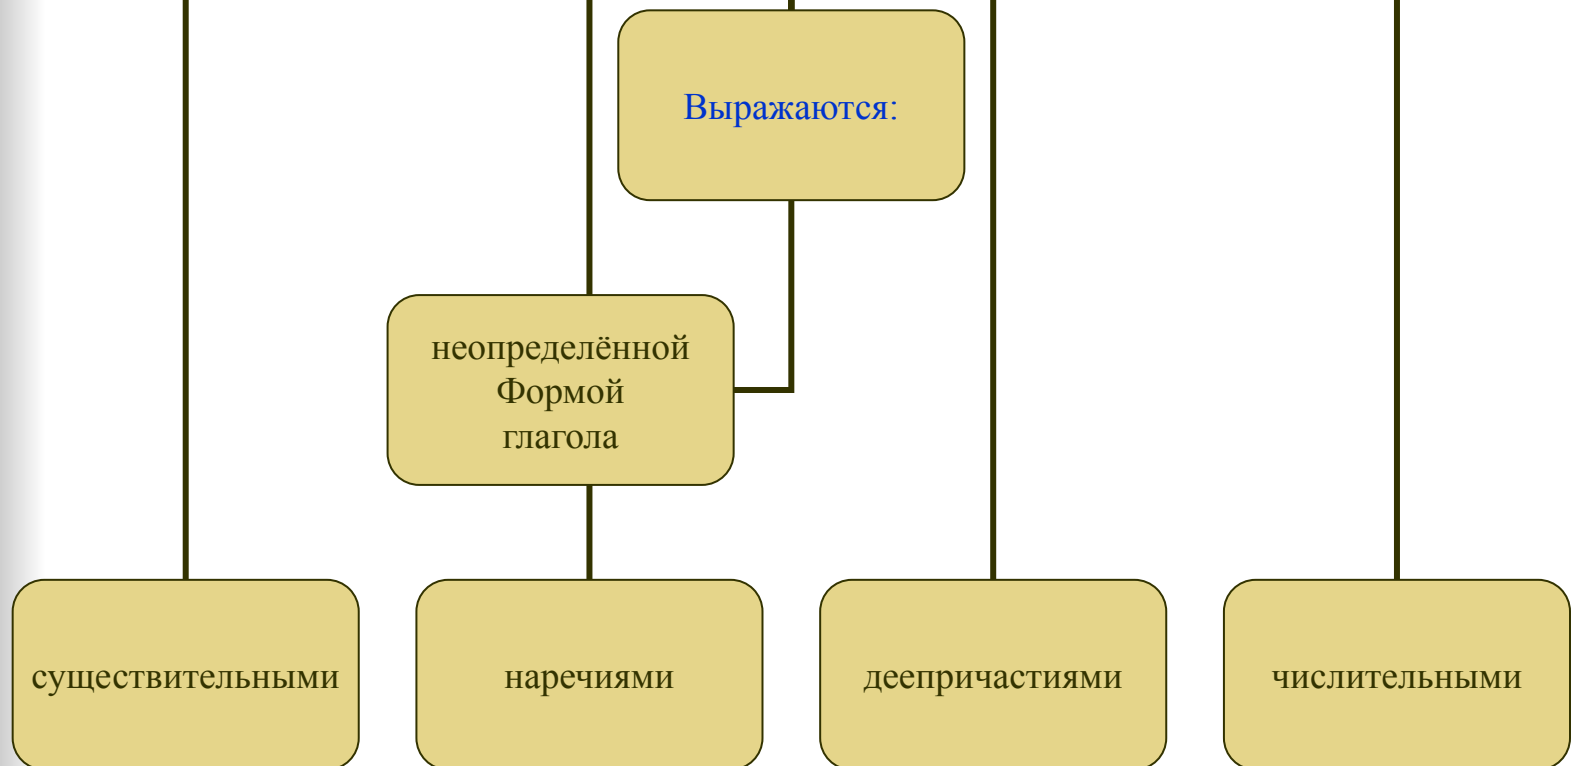 Выражаются:
неопределённой
Формой
глагола
существительными
наречиями
деепричастиями
числительными